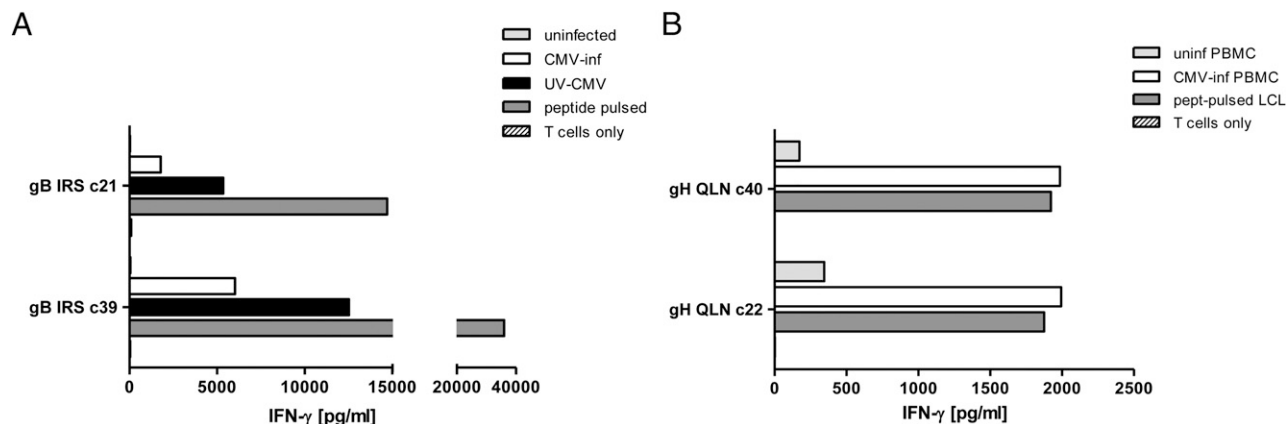 A
uninfected
CMV-inf
UV-CMV
peptide pulsed
T cells only
gB IRS c21
gB IRS c39
0 5000 10000 15000 20000 40000
IFN-γ [pg/ml]
B
uninf PBMC
CMV-inf PBMC
pept-pulsed LCL
T cells only
gH QLN c40
gH QLN c22
0 500 1000 1500 2000 2500
IFN-γ [pg/ml]